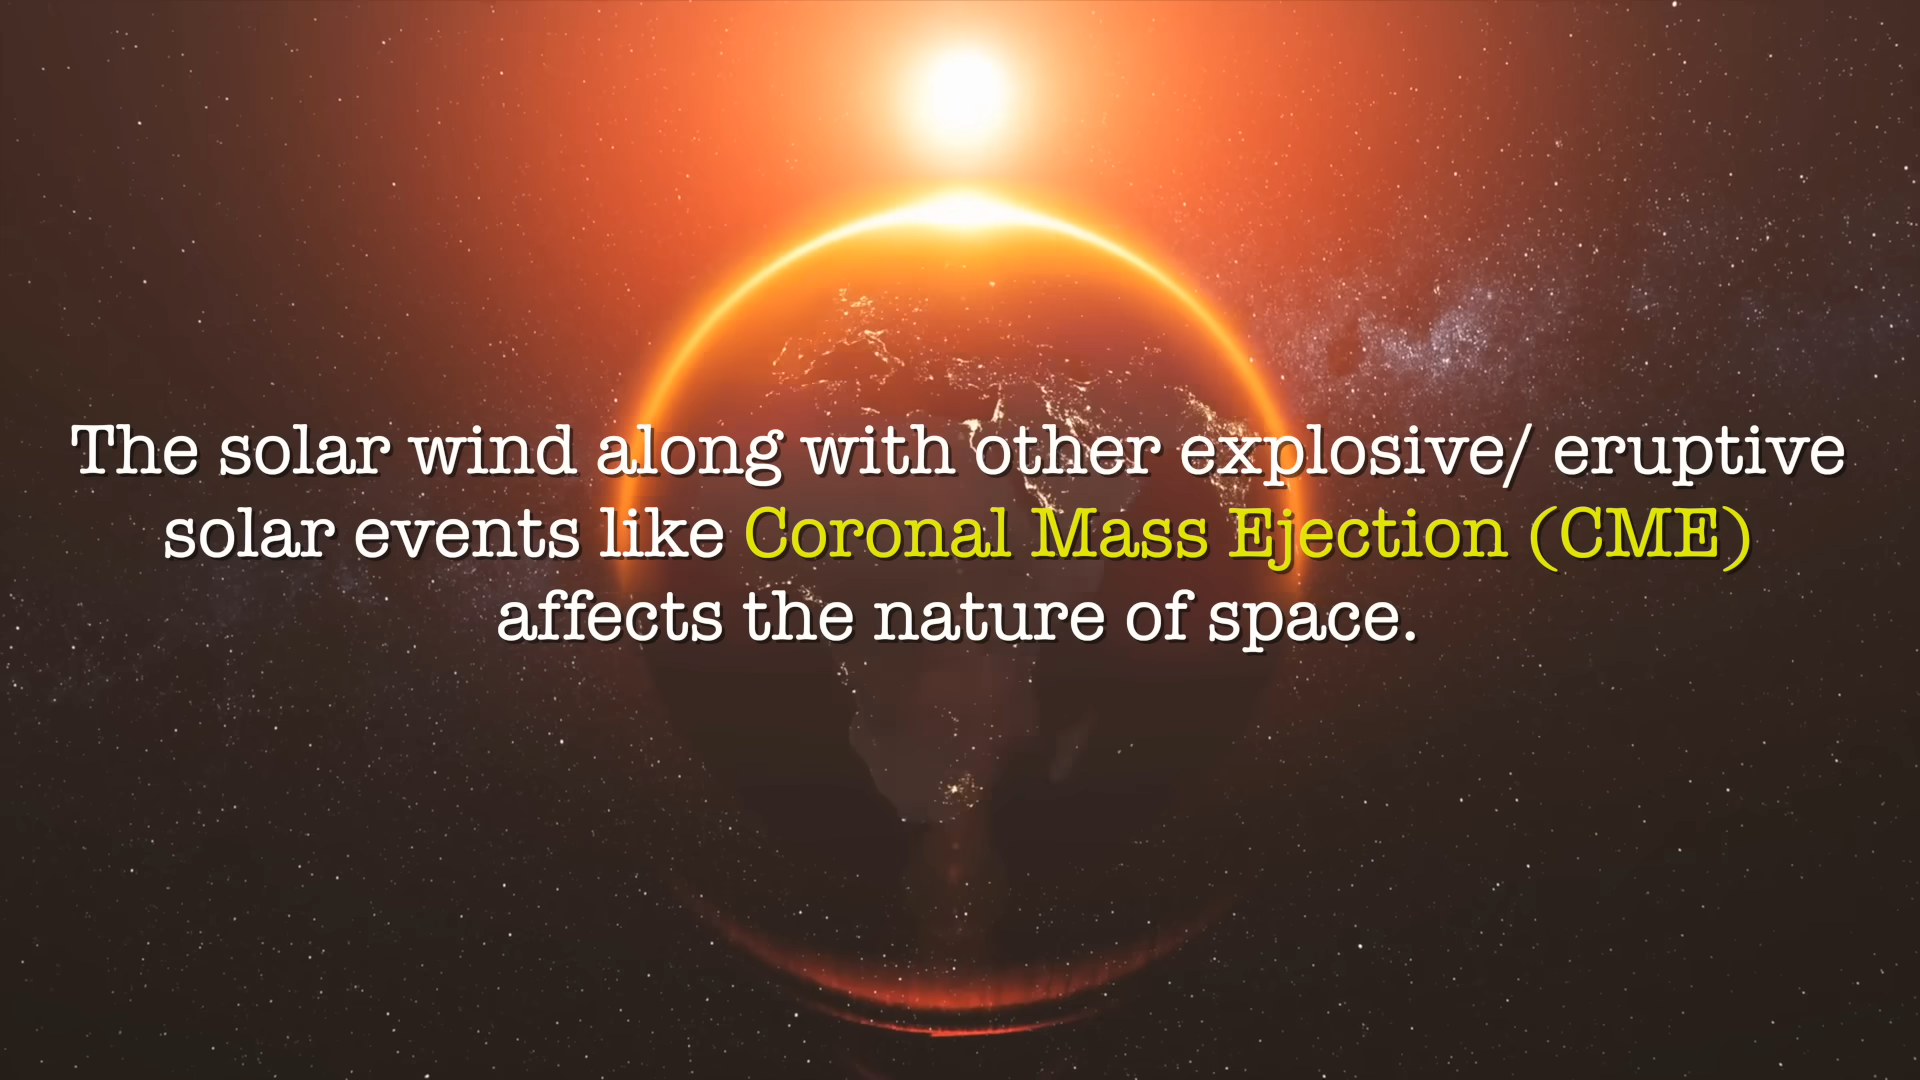 The solar wind along with other explosive/ eruptive
solar events like Coronal Mass Ejection (CME)
affects the nature of space.